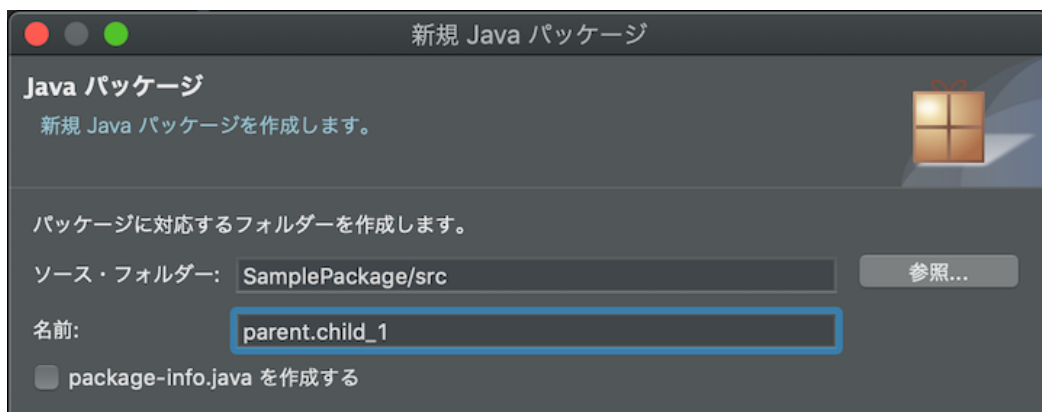 新規 Java パッケージ
Java パッケージ
新規 Java パッケージを作成します。
パッケージに対応するフォルダーを作成します。
ソース・フォルダー: SamplePackage/src 参照...
名前: parent.child_1
package-info.java を作成する